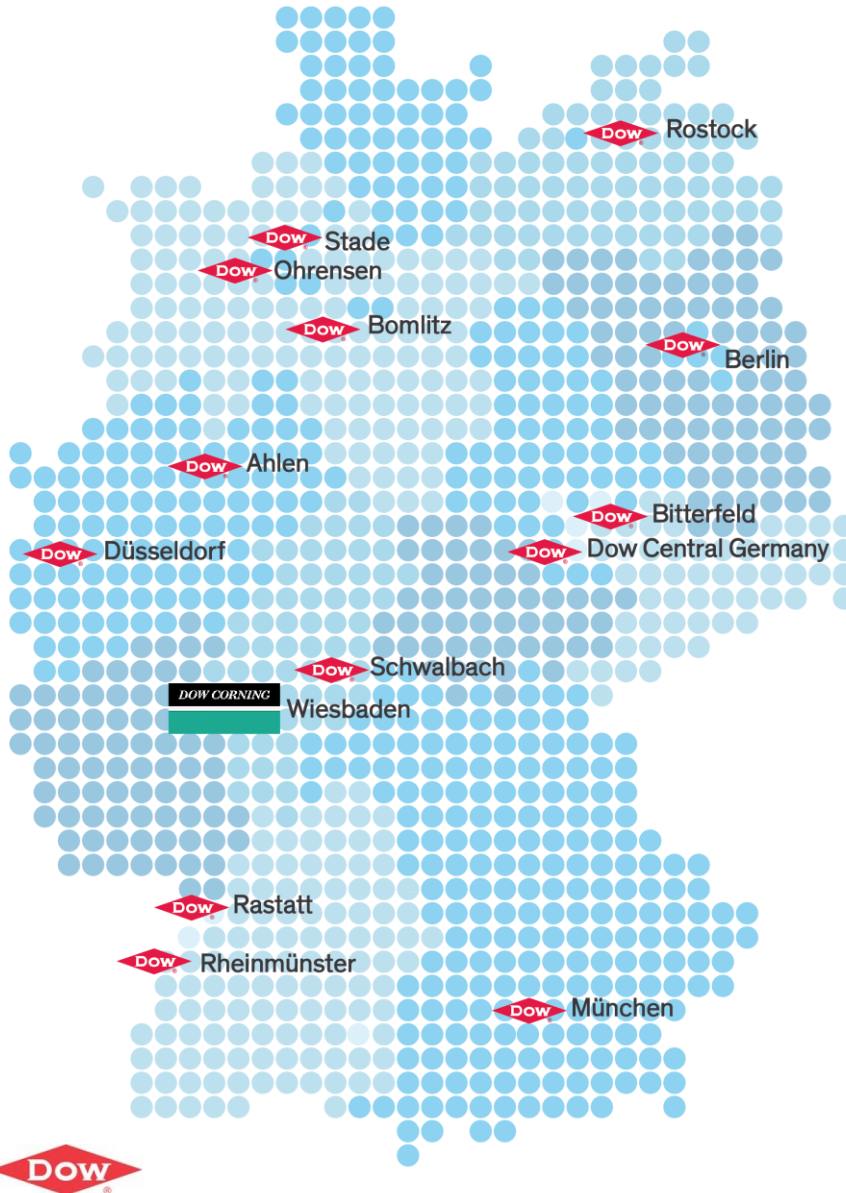 DOW Rostock
DOW Stade
DOW Ohrensen
DOW Bomlitz
DOW Berlin
DOW Ahlen
DOW Bitterfeld
DOW Düsseldorf
DOW Dow Central Germany
DOW Schwalbach
DOW CORNING Wiesbaden
DOW Rastatt
DOW Rheinmünster
DOW München
DOW ®